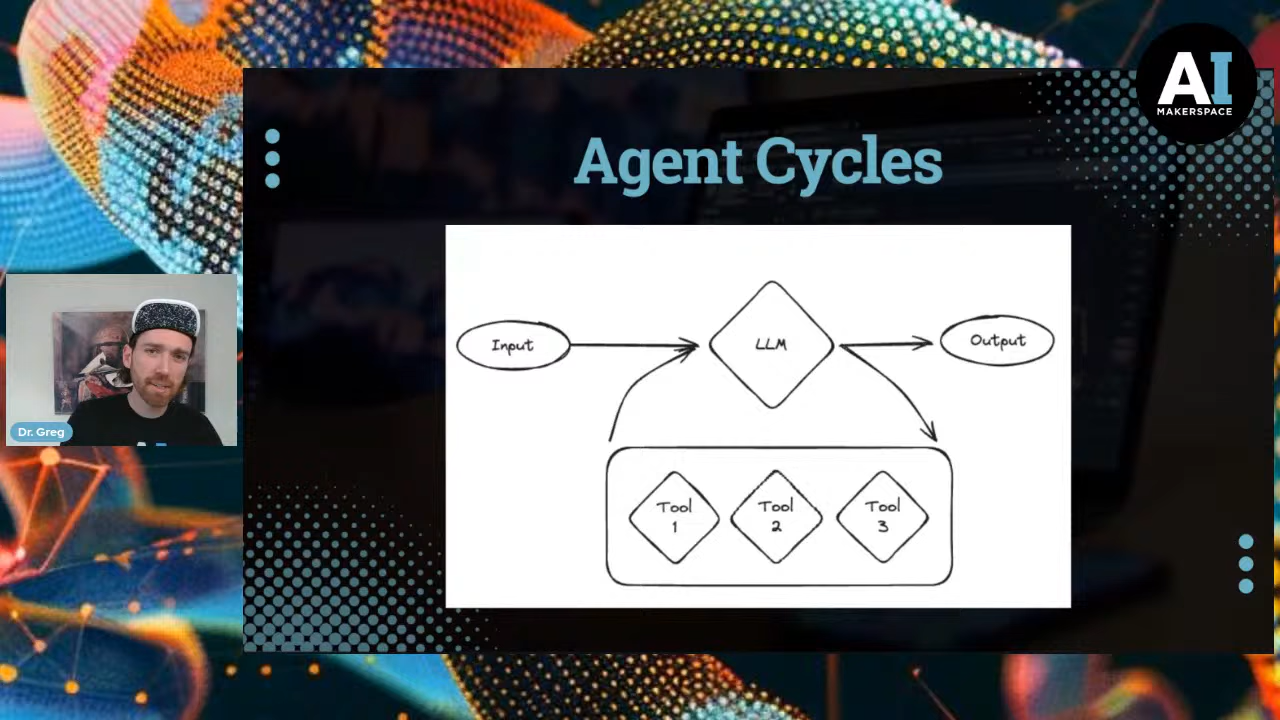 AI
MAKERSPACE
Agent Cycles
Input
LLM
Output
Tool
1
Tool
2
Tool
3
Dr. Greg